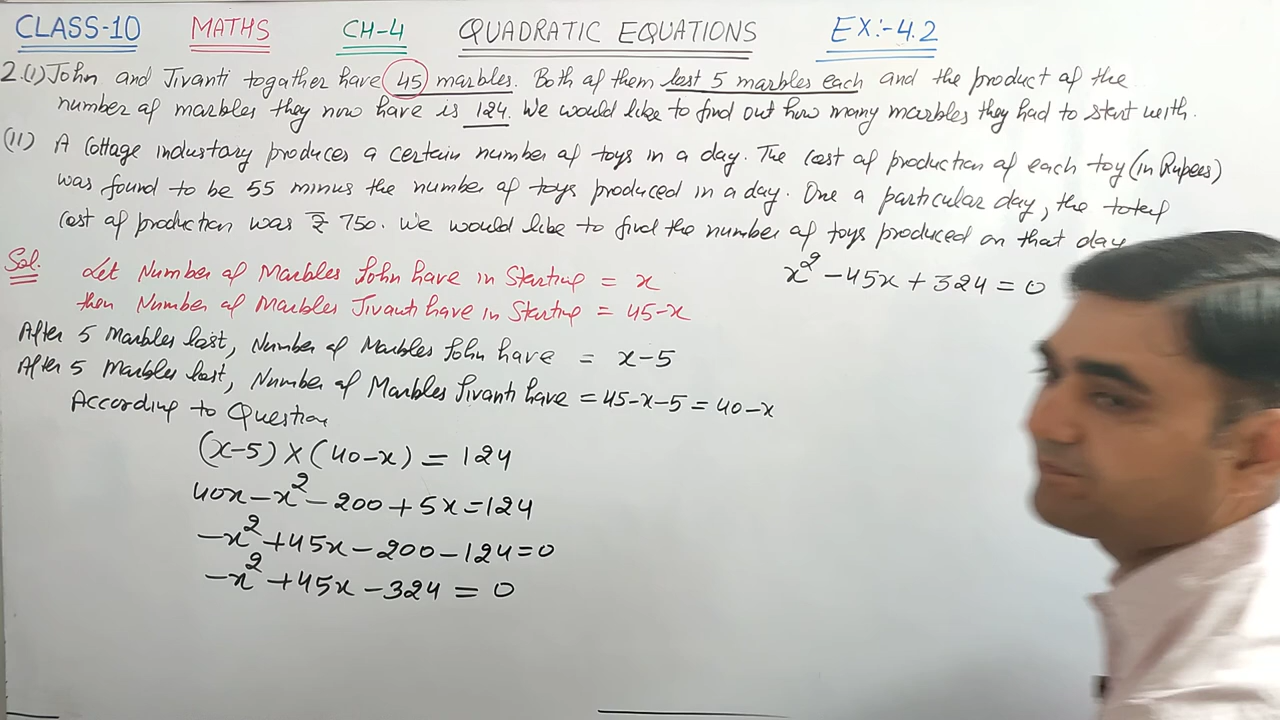 CLASS-10 MATHS CH-4 QUADRATIC EQUATIONS EX:-4.2
2.(i) John and Jivanti togather have 45 marbles. Both of them lost 5 marbles each and the product of the
number of marbles they now have is 124. We would like to find out how many marbles they had to start with.
(ii) A Cottage industary produces a certain number of toys in a day. The cost of production of each toy (in Rupees)
was found to be 55 minus the number of toys produced in a day. One a particular day, the total
cost of production was ₹ 750. We would like to find the number of toys produced on that day
Sol. Let Number of Marbles John have in Starting = x
then Number of Marbles Jivanti have in Starting = 45-x
After 5 Marbles last, Number of Marbles John have = x-5
After 5 Marbles last, Number of Marbles Jivanti have = 45-x-5 = 40-x
According to Question
(x-5) × (40-x) = 124
40x - x² - 200 + 5x = 124
-x² + 45x - 200 - 124 = 0
-x² + 45x - 324 = 0
x² - 45x + 324 = 0